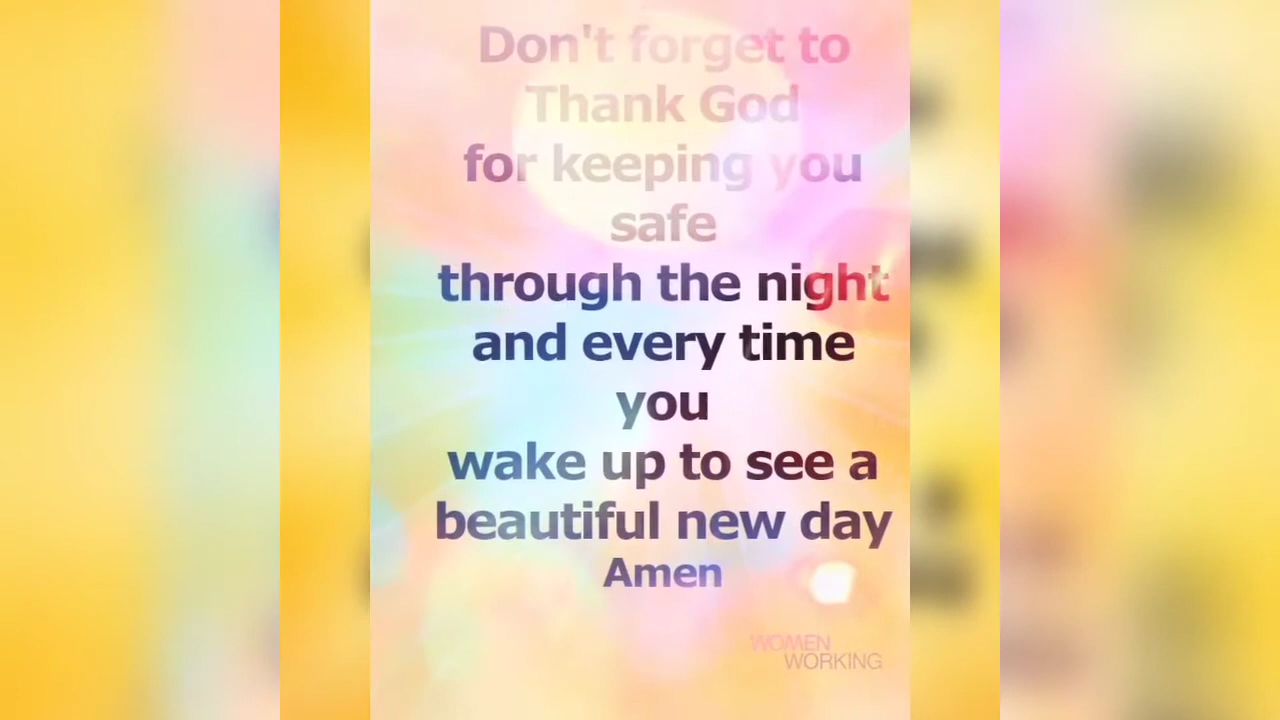 Don't forget to
Thank God
for keeping you
safe
through the night
and every time
you
wake up to see a
beautiful new day
Amen
WOMEN
WORKING